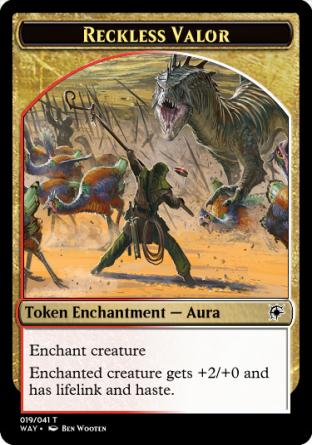 RECKLESS VALOR
Token Enchantment — Aura
Enchant creature
Enchanted creature gets +2/+0 and
has lifelink and haste.
019/041 T
WAY • BEN WOOTEN